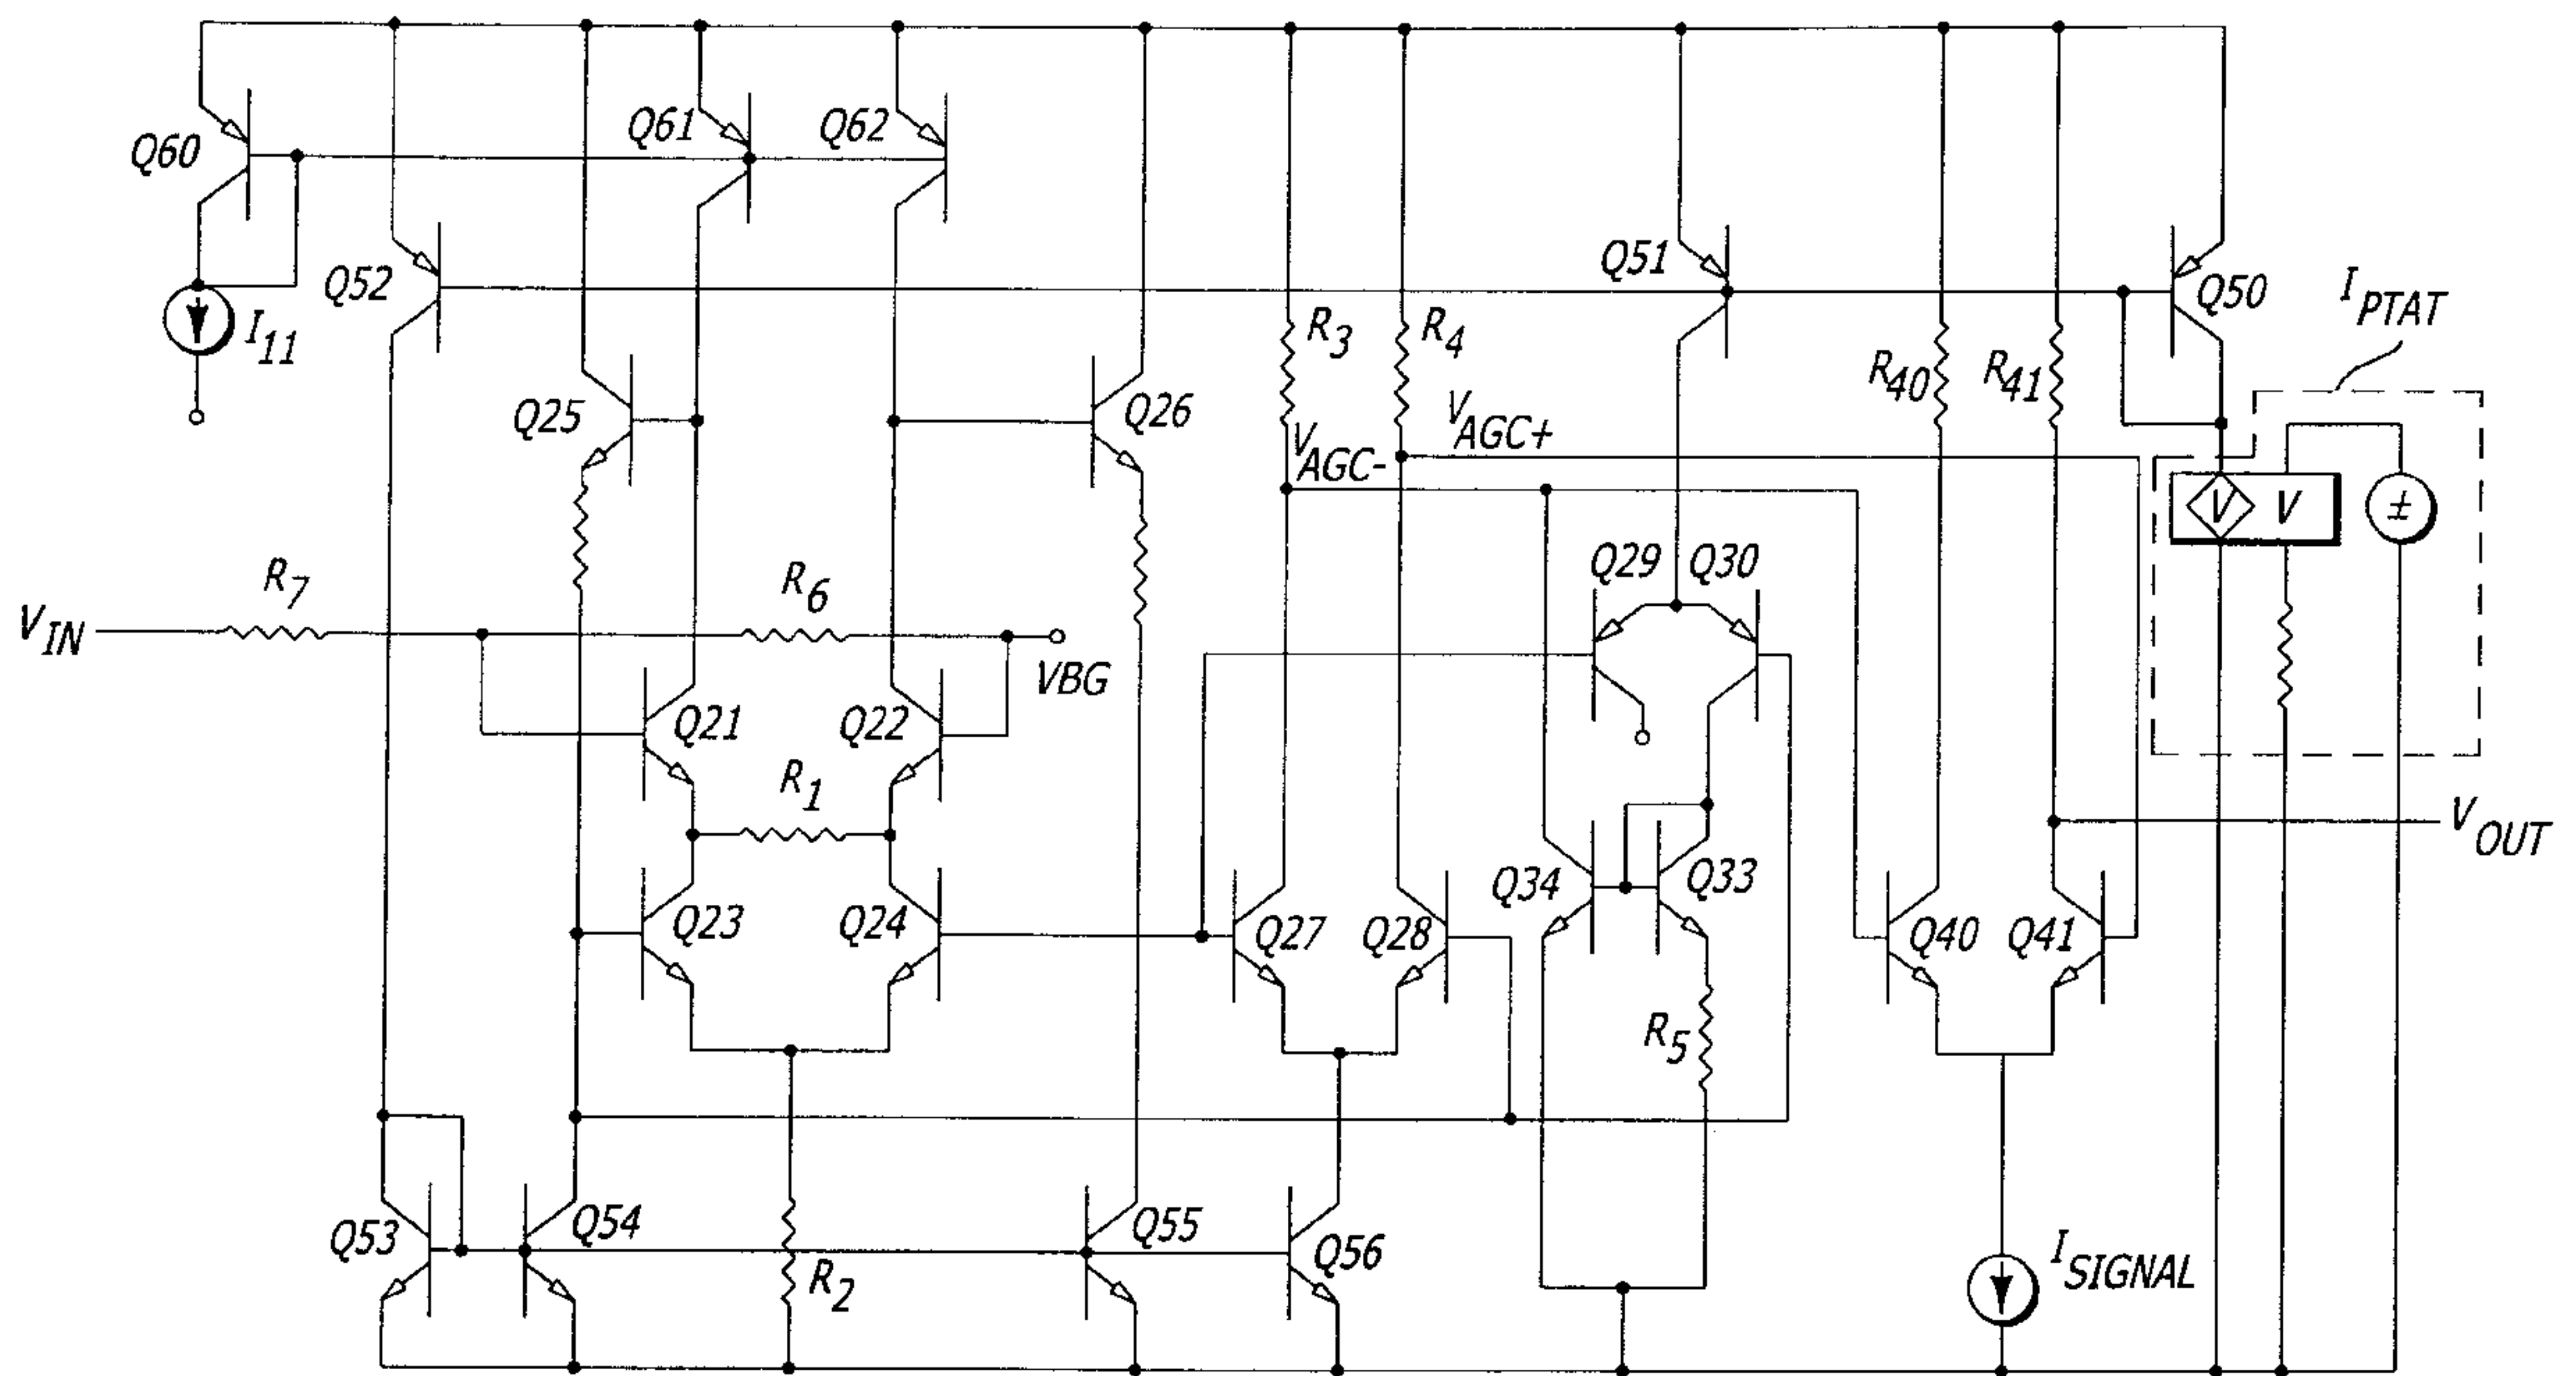 Q60
Q61
Q62
Q52
I11
Q51
Q50
IPTAT
R3
R4
R40
R41
Q25
Q26
VAGC-
VAGC+
V
V
±
R7
R6
Q29
Q30
VIN
VBG
Q21
Q22
R1
VOUT
Q34
Q33
Q23
Q24
Q27
Q28
Q40
Q41
R5
Q53
Q54
Q55
Q56
R2
ISIGNAL